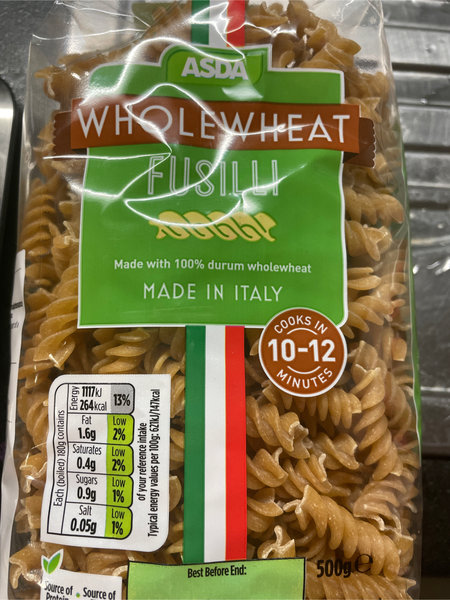 ASDA
WHOLEWHEAT
FUSILLI
Made with 100% durum wholewheat
MADE IN ITALY
COOKS IN
10-12
MINUTES
Each (boiled) 180g contains
Energy 1117kJ 264kcal 13%
Fat 1.6g Low 2%
Saturates 0.4g Low 2%
Sugars 0.9g Low 1%
Salt 0.05g Low 1%
of your reference intake
Typical energy values per 100g: 621kJ/147kcal
Best Before End:
500g e
Source of Protein • Source of